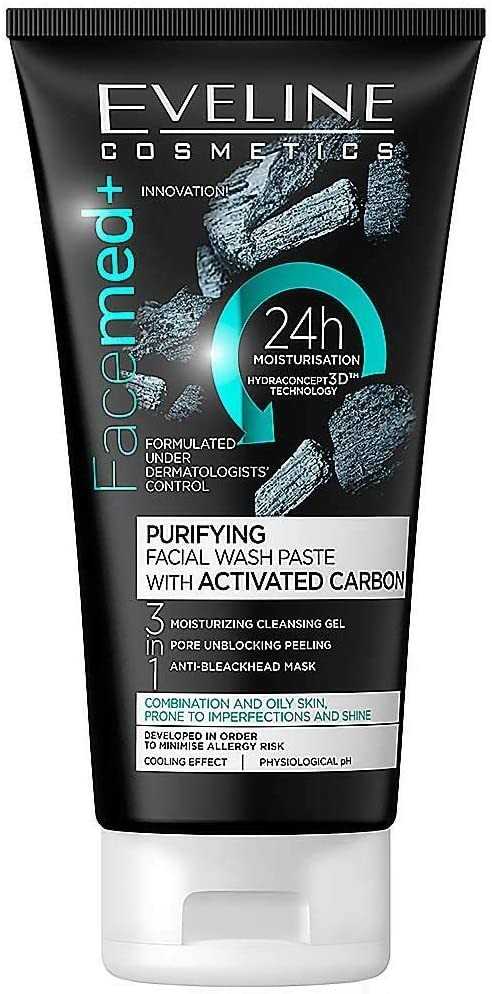 EVELINE
COSMETICS
INNOVATION!
Facemed+
24h
MOISTURISATION
HYDRACONCEPT3D™
TECHNOLOGY
FORMULATED
UNDER
DERMATOLOGISTS'
CONTROL
PURIFYING
FACIAL WASH PASTE
WITH ACTIVATED CARBON
3 in 1
MOISTURIZING CLEANSING GEL
PORE UNBLOCKING PEELING
ANTI-BLEACKHEAD MASK
COMBINATION AND OILY SKIN,
PRONE TO IMPERFECTIONS AND SHINE
DEVELOPED IN ORDER
TO MINIMISE ALLERGY RISK
COOLING EFFECT | PHYSIOLOGICAL pH